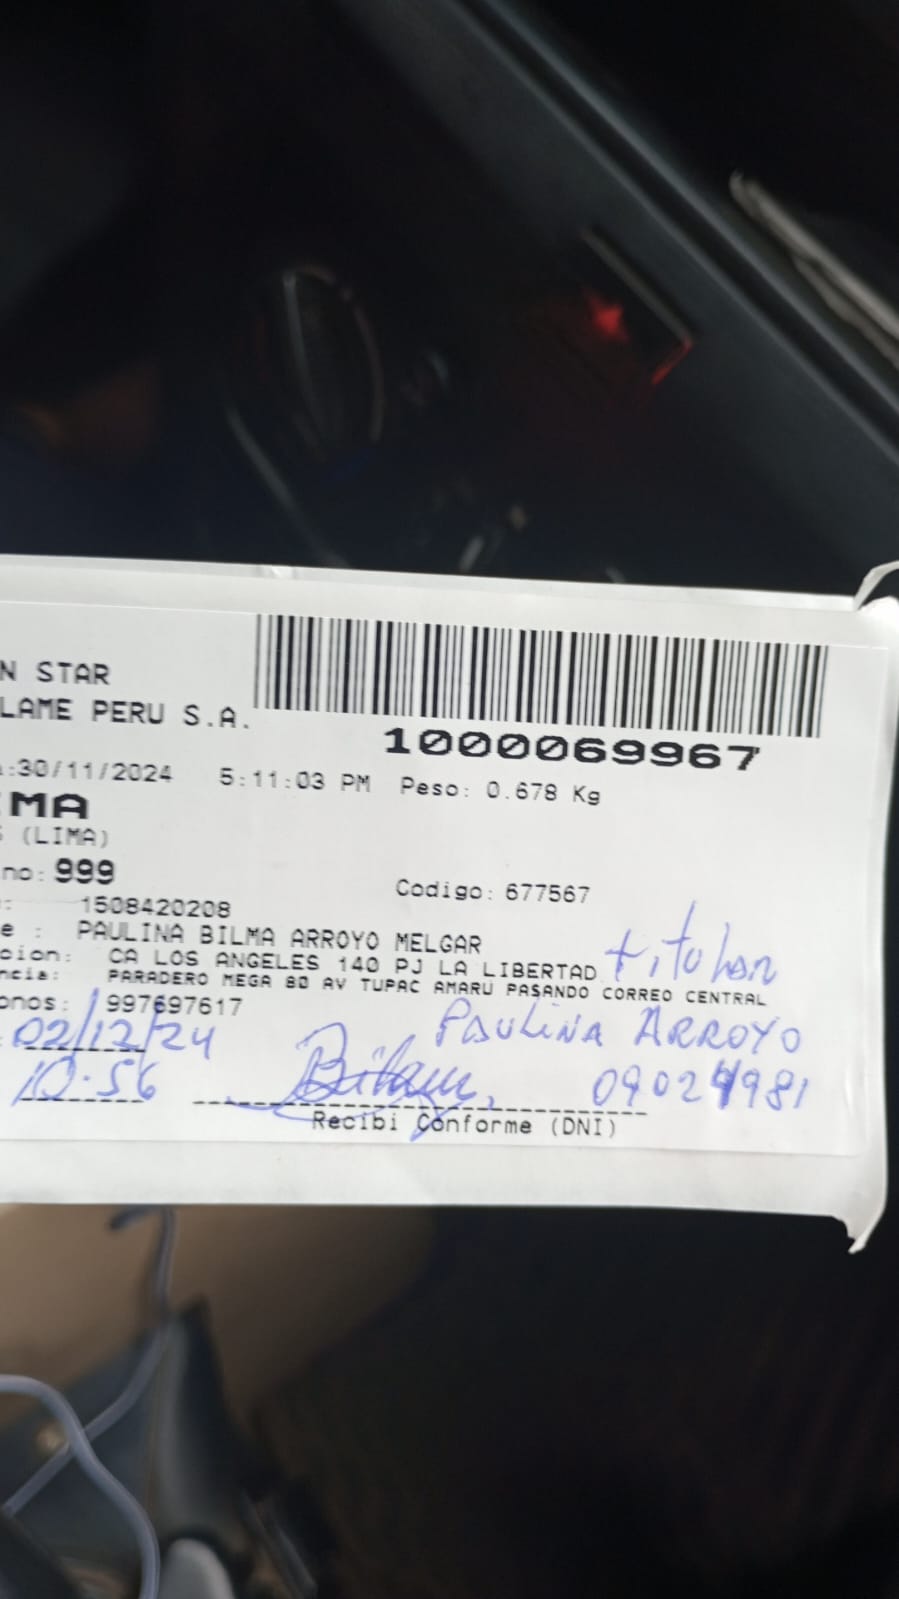 N STAR
LAME PERU S.A.
1000069967
:30/11/2024 5:11:03 PM Peso: 0.678 Kg
MA
S (LIMA)
no: 999
Codigo: 677567
: 1508420208
e : PAULINA BILMA ARROYO MELGAR
cion: CA LOS ANGELES 140 PJ LA LIBERTAD titular
ncia: PARADERO MEGA 80 AV TUPAC AMARU PASANDO CORREO CENTRAL
onos: 997697617
PAULINA ARROYO
02/12/24
10.56
09024981
Recibi Conforme (DNI)